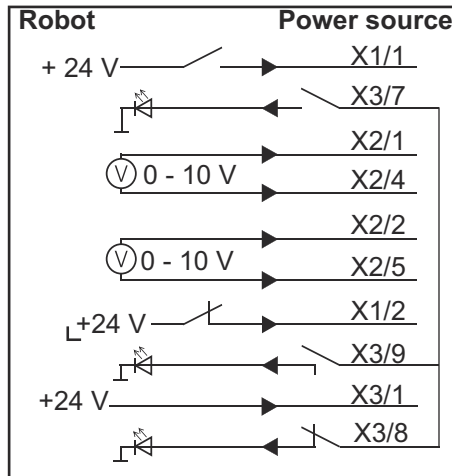 Robot Power source
+ 24 V X1/1
X3/7
X2/1
V 0 - 10 V
X2/4
X2/2
V 0 - 10 V
X2/5
+24 V X1/2
X3/9
+24 V X3/1
X3/8